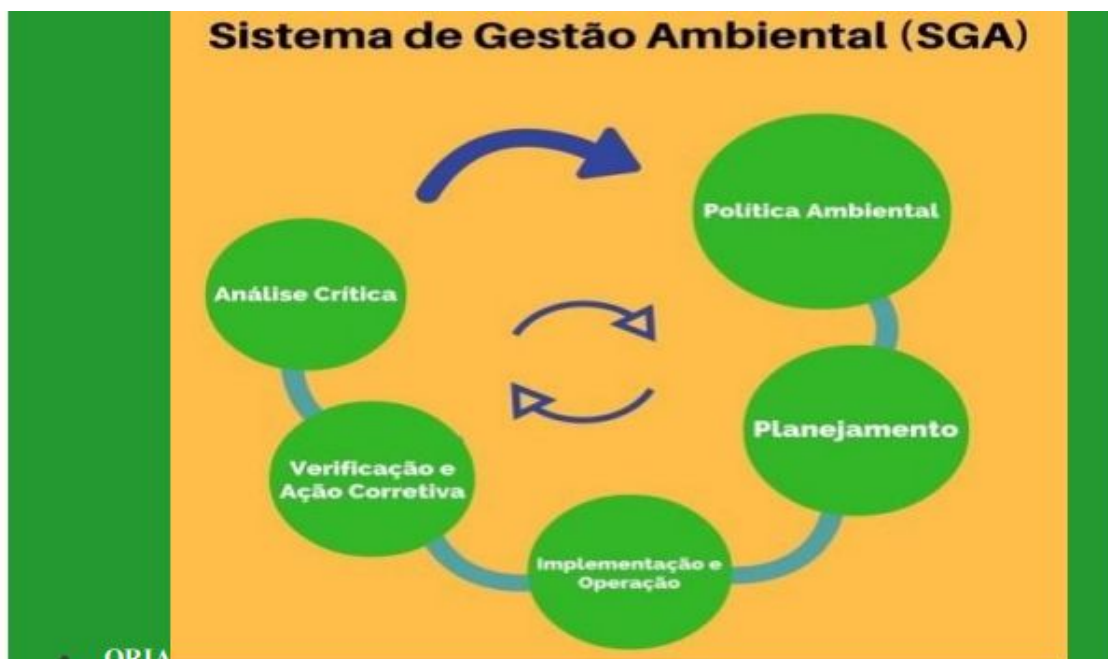 Sistema de Gestão Ambiental (SGA)
Política Ambiental
Análise Crítica
Planejamento
Verificação e
Ação Corretiva
Implementação e
Operação